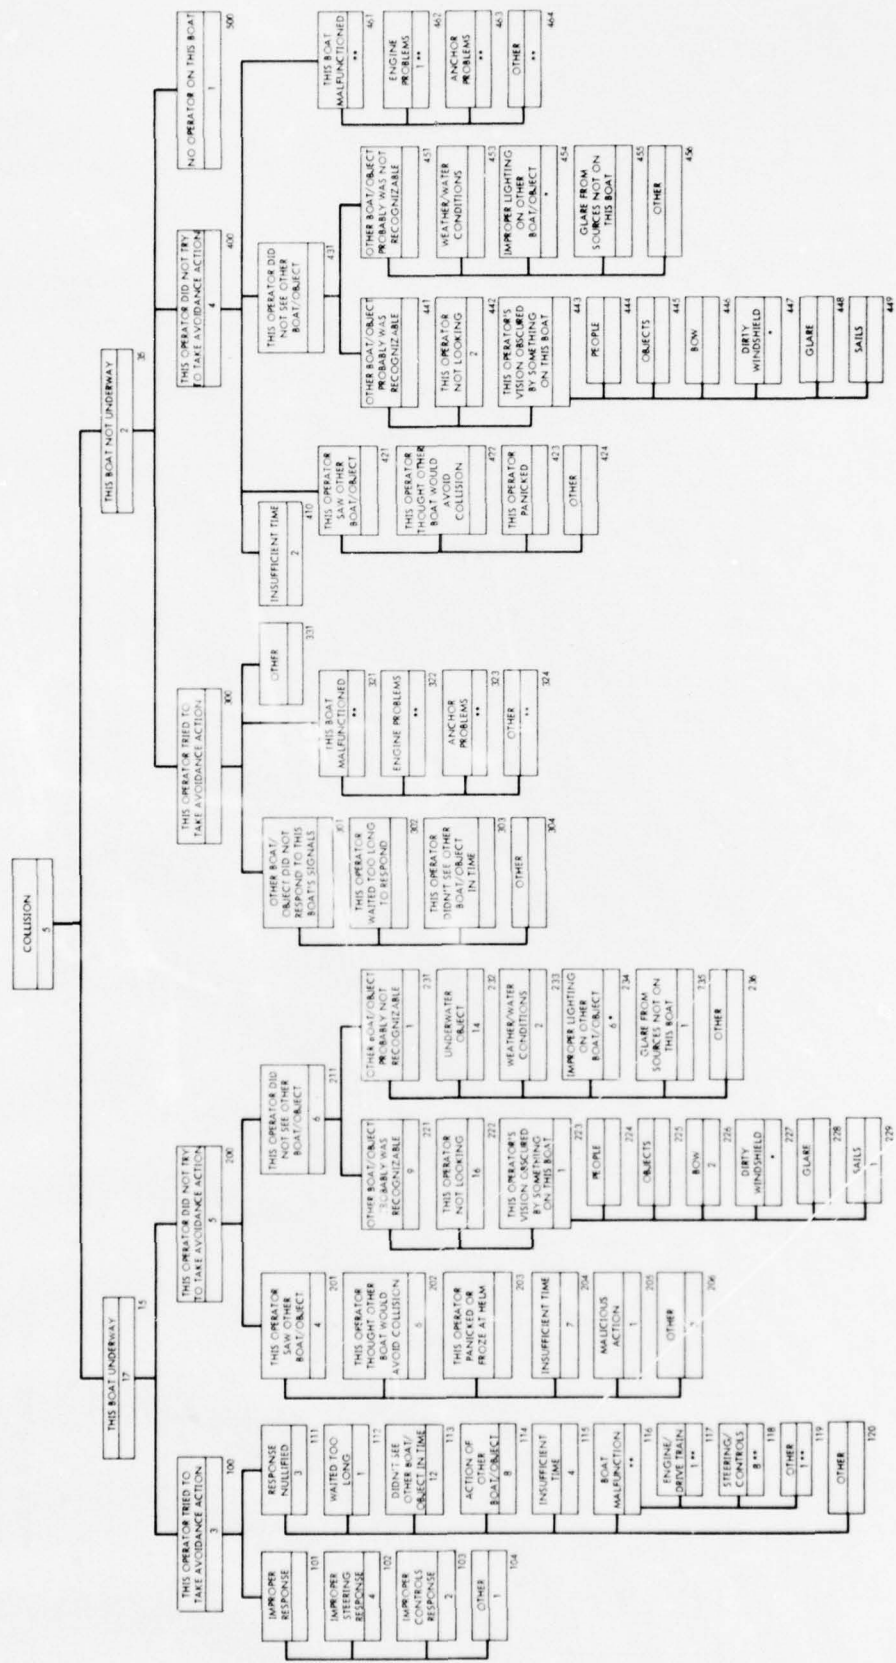 COLLISION
5
THIS BOAT UNDERWAY
17
15
THIS BOAT NOT UNDERWAY
2
35
THIS OPERATOR TRIED TO
TAKE AVOIDANCE ACTION
3
100
THIS OPERATOR DID NOT TRY
TO TAKE AVOIDANCE ACTION
5
200
THIS OPERATOR TRIED TO
TAKE AVOIDANCE ACTION
300
THIS OPERATOR DID NOT TRY
TO TAKE AVOIDANCE ACTION
4
400
NO OPERATOR ON THIS BOAT
1
500
IMPROPER
RESPONSE
101
IMPROPER
STEERING
RESPONSE
4
102
IMPROPER
CONTROLS
RESPONSE
2
103
OTHER
1
104
RESPONSE
NULLIFIED
3
111
WAITED TOO
LONG
1
112
DIDN'T SEE
OTHER BOAT/
OBJECT IN TIME
12
113
ACTION OF
OTHER
BOAT/OBJECT
8
114
INSUFFICIENT
TIME
4
115
BOAT
MALFUNCTION
**
116
ENGINE/
DRIVE TRAIN
1 **
117
STEERING/
CONTROLS
8 **
118
OTHER
1 **
119
OTHER
120
THIS OPERATOR
SAW OTHER
BOAT/OBJECT
4
201
THIS OPERATOR
THOUGHT OTHER
BOAT WOULD
AVOID COLLISION
6
202
THIS OPERATOR
PANICKED OR
FROZE AT HELM
203
INSUFFICIENT TIME
7
204
MALICIOUS
ACTION
1
205
OTHER
206
THIS OPERATOR DID
NOT SEE OTHER
BOAT/OBJECT
6
211
OTHER BOAT/OBJECT
PROBABLY WAS
RECOGNIZABLE
9
221
THIS OPERATOR
NOT LOOKING
16
222
THIS OPERATOR'S
VISION OBSCURED
BY SOMETHING
ON THIS BOAT
1
223
PEOPLE
224
OBJECTS
225
BOW
2
226
DIRTY
WINDSHIELD
*
227
GLARE
228
SAILS
1
229
OTHER BOAT/OBJECT
PROBABLY NOT
RECOGNIZABLE
1
231
UNDERWATER
OBJECT
14
232
WEATHER/WATER
CONDITIONS
2
233
IMPROPER LIGHTING
ON OTHER
BOAT/OBJECT
6 *
234
GLARE FROM
SOURCES NOT ON
THIS BOAT
1
235
OTHER
236
OTHER BOAT/
OBJECT DID NOT
RESPOND TO THIS
BOAT'S SIGNALS
301
THIS OPERATOR
WAITED TOO LONG
TO RESPOND
302
THIS OPERATOR
DIDN'T SEE OTHER
BOAT/OBJECT
IN TIME
303
OTHER
304
THIS BOAT
MALFUNCTIONED
**
321
ENGINE PROBLEMS
**
322
ANCHOR
PROBLEMS
**
323
OTHER
**
324
OTHER
331
INSUFFICIENT TIME
2
410
THIS OPERATOR
SAW OTHER
BOAT/OBJECT
421
THIS OPERATOR
THOUGHT OTHER
BOAT WOULD
AVOID
COLLISION
422
THIS OPERATOR
PANICKED
423
OTHER
424
THIS OPERATOR DID
NOT SEE OTHER
BOAT/OBJECT
431
OTHER BOAT/OBJECT
PROBABLY WAS
RECOGNIZABLE
441
THIS OPERATOR
NOT LOOKING
2
442
THIS OPERATOR'S
VISION OBSCURED
BY SOMETHING
ON THIS BOAT
443
PEOPLE
444
OBJECTS
445
BOW
446
DIRTY
WINDSHIELD
*
447
GLARE
448
SAILS
449
OTHER BOAT/OBJECT
PROBABLY WAS NOT
RECOGNIZABLE
451
WEATHER/WATER
CONDITIONS
453
IMPROPER LIGHTING
ON OTHER
BOAT/OBJECT
*
454
GLARE FROM
SOURCES NOT ON
THIS BOAT
455
OTHER
456
THIS BOAT
MALFUNCTIONED
**
461
ENGINE
PROBLEMS
1 **
462
ANCHOR
PROBLEMS
**
463
OTHER
**
464